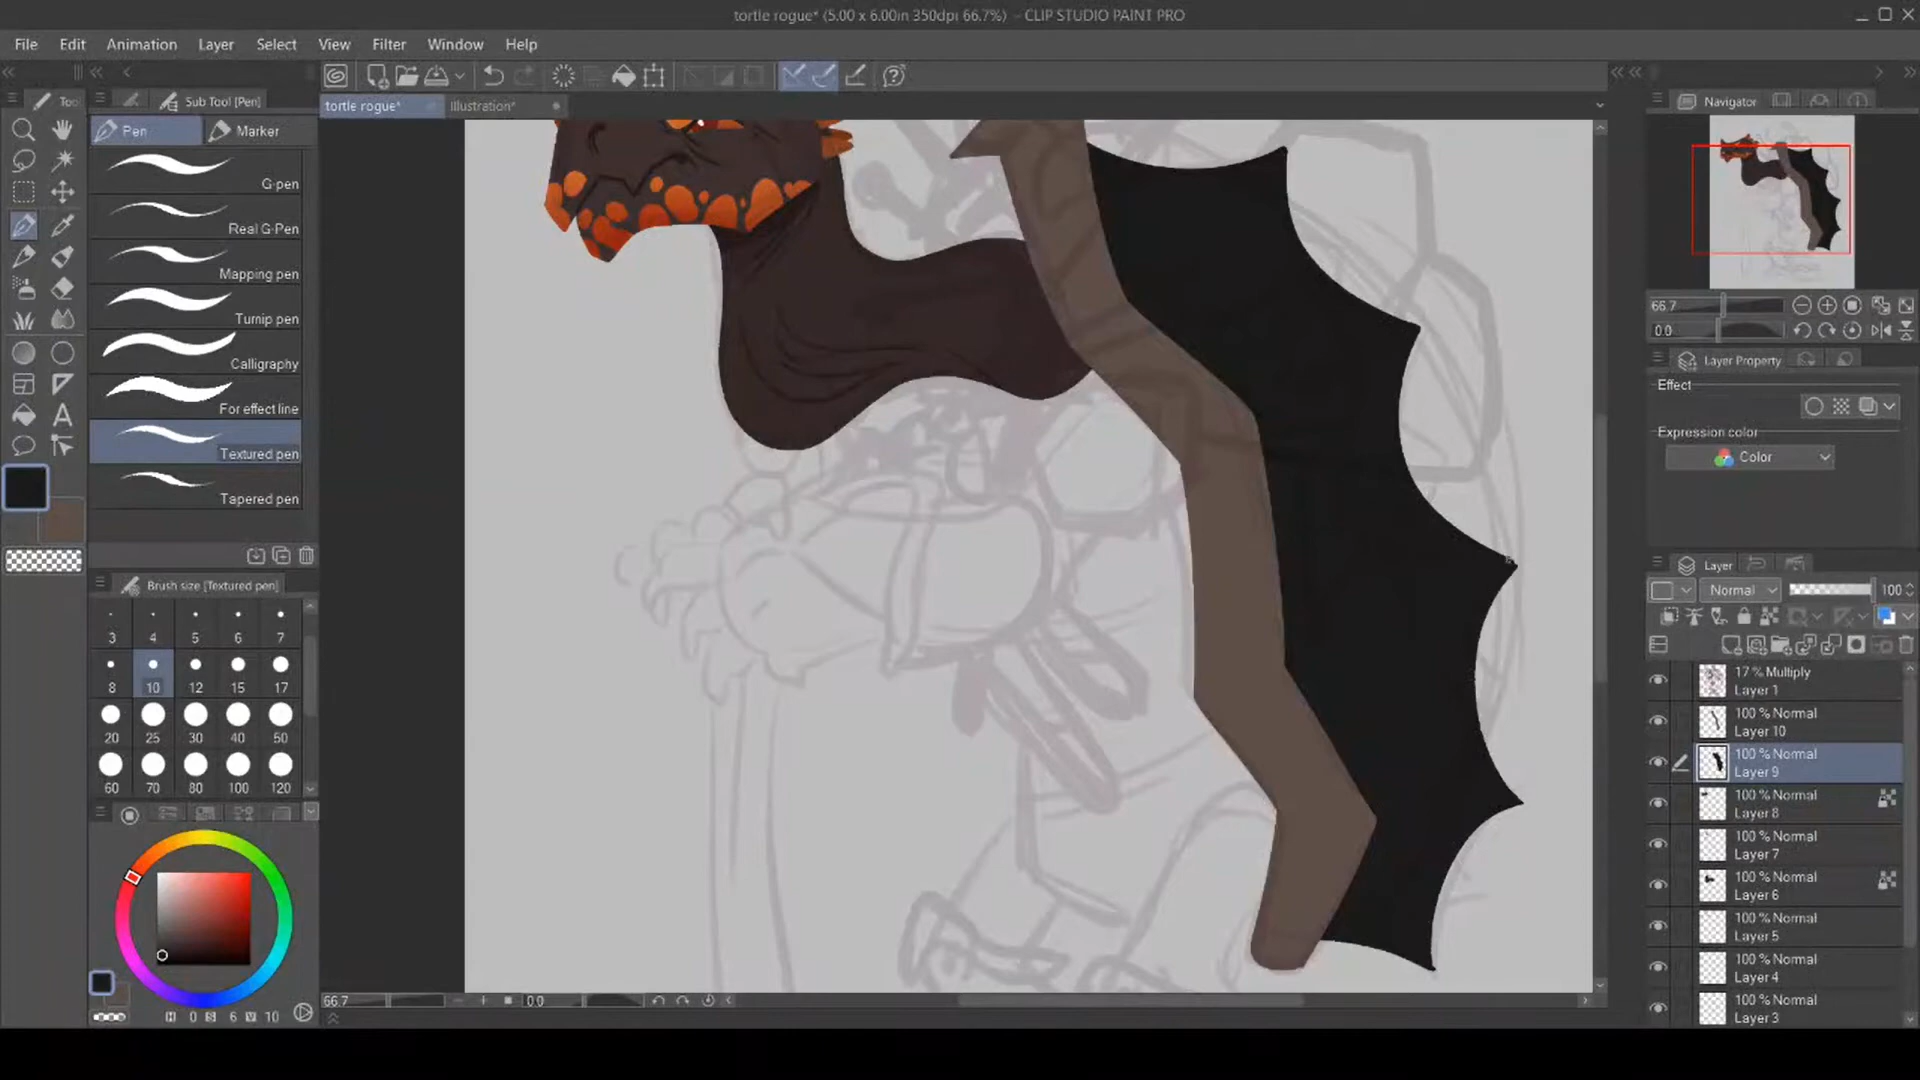 tortle rogue* (5.00 x 6.00in 350dpi 66.7%) - CLIP STUDIO PAINT PRO
File Edit Animation Layer Select View Filter Window Help
Too
Sub Tool [Pen]
tortle rogue*
Illustration*
Navigator
Pen
Marker
G-pen
Real G-Pen
Mapping pen
Turnip pen
Calligraphy
For effect line
Textured pen
Tapered pen
66.7
0.0
Layer Property
Effect
Expression color
Color
Brush size [Textured pen]
3 4 5 6 7
8 10 12 15 17
20 25 30 40 50
60 70 80 100 120
Layer
Normal
100
17 % Multiply
Layer 1
100 % Normal
Layer 10
100 % Normal
Layer 9
100 % Normal
Layer 8
100 % Normal
Layer 7
100 % Normal
Layer 6
100 % Normal
Layer 5
100 % Normal
Layer 4
100 % Normal
Layer 3
66.7
0.0
H 0 S 6 V 10